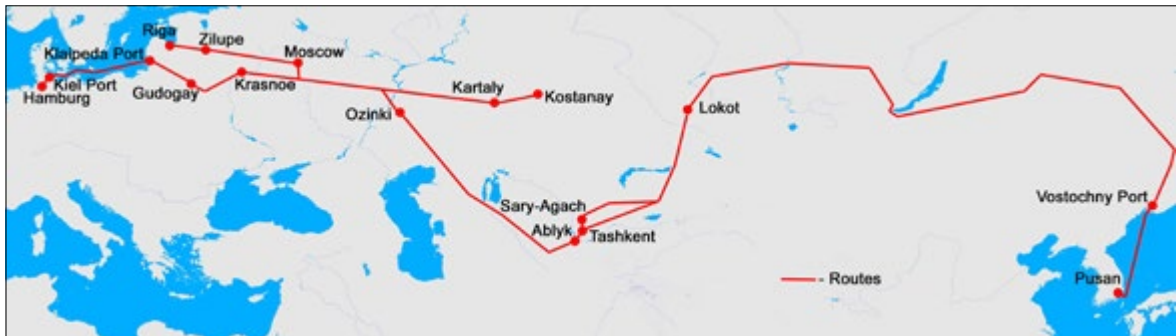 Riga
Zilupe
Klaipeda Port
Moscow
Kiel Port
Hamburg
Gudogay
Krasnoe
Kartaly
Kostanay
Ozinki
Lokot
Sary-Agach
Ablyk
Tashkent
Vostochny Port
Pusan
- Routes